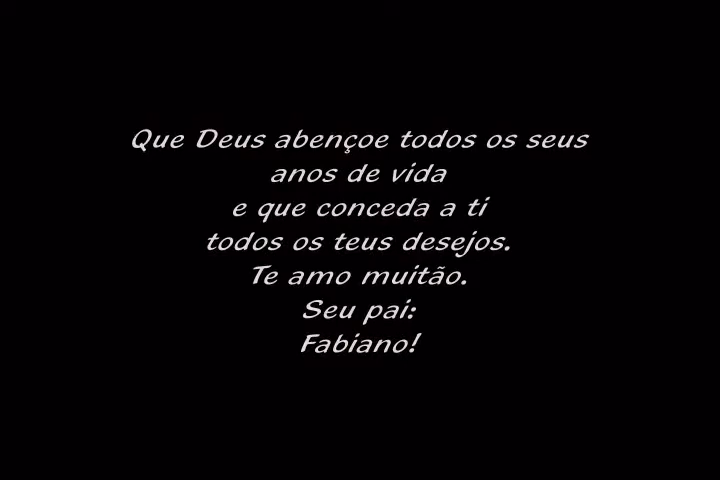 Que Deus abençoe todos os seus
anos de vida
e que conceda a ti
todos os teus desejos.
Te amo muitão.
Seu pai:
Fabiano!